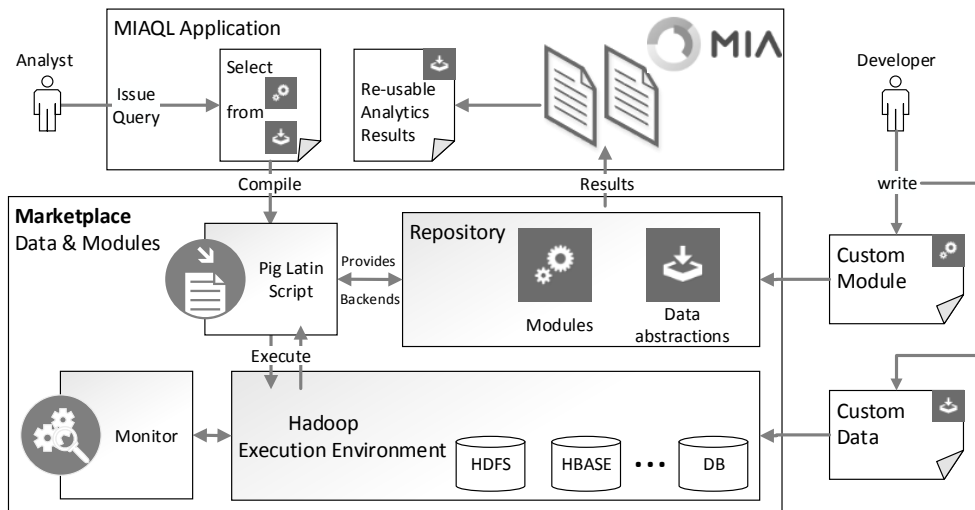 MIAQL Application
MIA
Analyst
Developer
Issue
Query
Select
from
Re-usable
Analytics
Results
Compile
Results
write
Marketplace
Data & Modules
Pig Latin
Script
Provides
Backends
Repository
Modules
Data
abstractions
Custom
Module
Execute
Monitor
Hadoop
Execution Environment
HDFS
HBASE
...
DB
Custom
Data